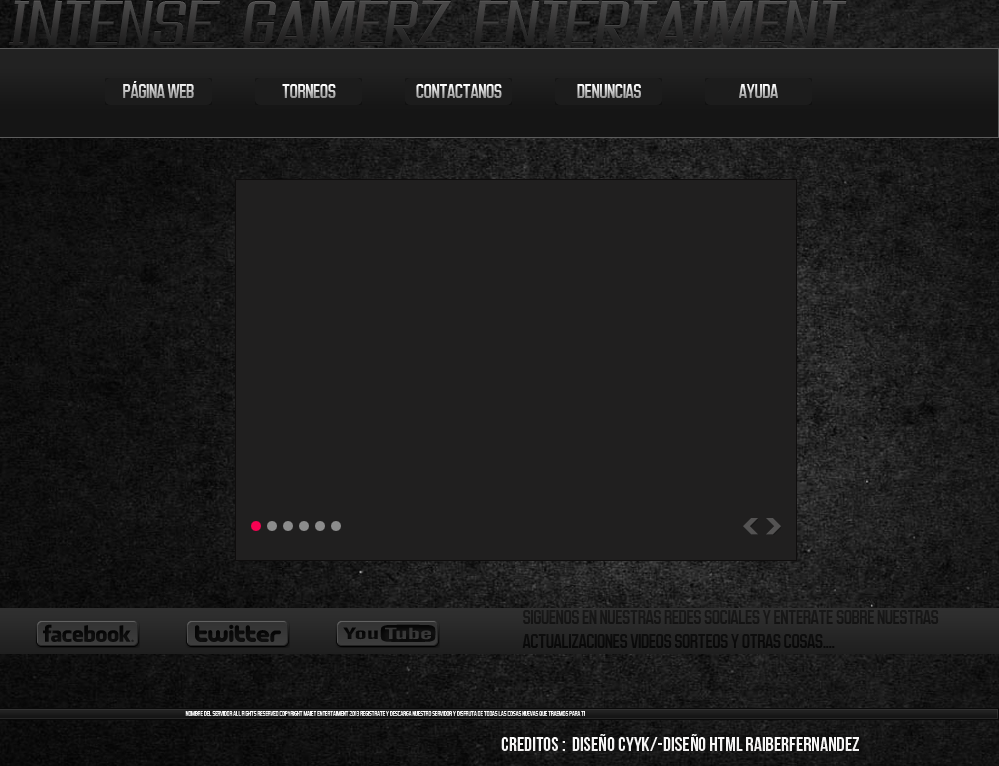 INTENSE GAMERZ ENTERTAIMENT
PÁGINA WEB TORNEOS CONTACTANOS DENUNCIAS AYUDA
facebook twitter YouTube SIGUENOS EN NUESTRAS REDES SOCIALES Y ENTERATE SOBRE NUESTRAS
ACTUALIZACIONES VIDEOS SORTEOS Y OTRAS COSAS....
NOMBRE DEL SERVIDOR ALL RIGHTS RESERVED COPYRIGHT ENTERTAIMENT 2013 REGISTRATE Y DESCARGA NUESTRO SERVIDOR Y DISFRUTA DE TODAS LAS COSAS NUEVAS QUE TRAEMOS PARA TI
CREDITOS : DISEÑO CYYK/-DISEÑO HTML RAIBERFERNANDEZ